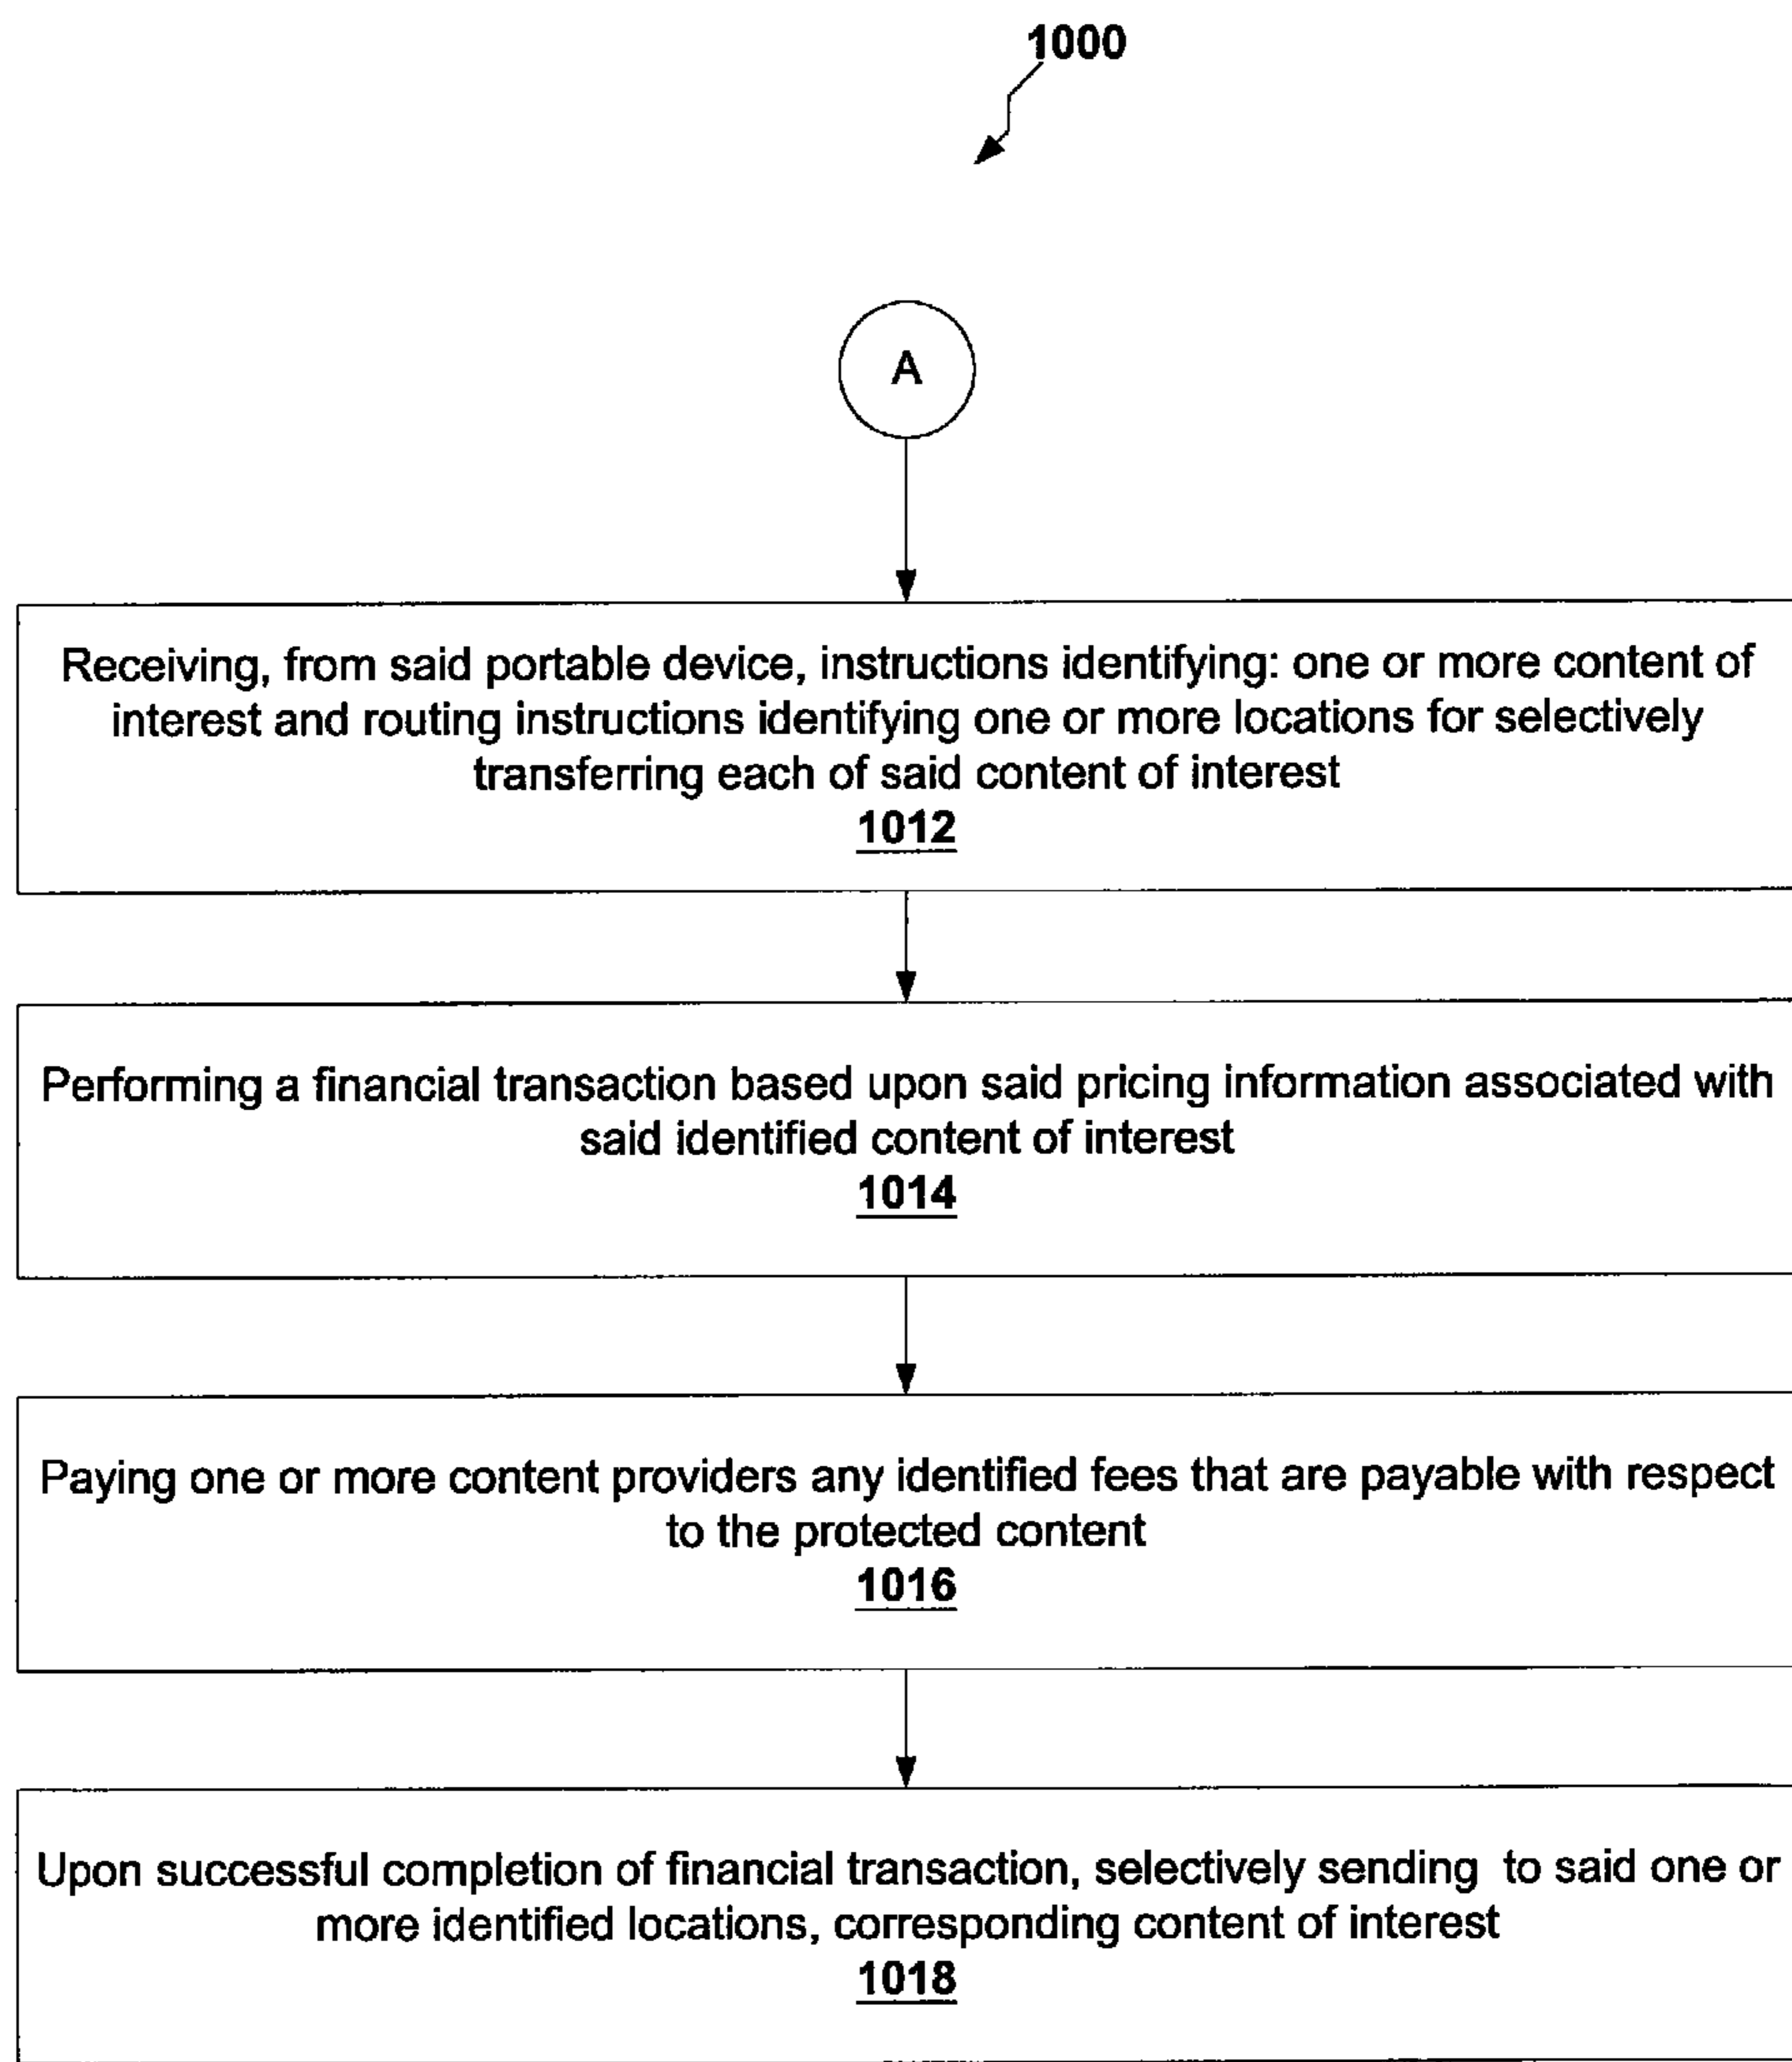 1000
A
Receiving, from said portable device, instructions identifying: one or more content of
interest and routing instructions identifying one or more locations for selectively
transferring each of said content of interest
1012
Performing a financial transaction based upon said pricing information associated with
said identified content of interest
1014
Paying one or more content providers any identified fees that are payable with respect
to the protected content
1016
Upon successful completion of financial transaction, selectively sending to said one or
more identified locations, corresponding content of interest
1018